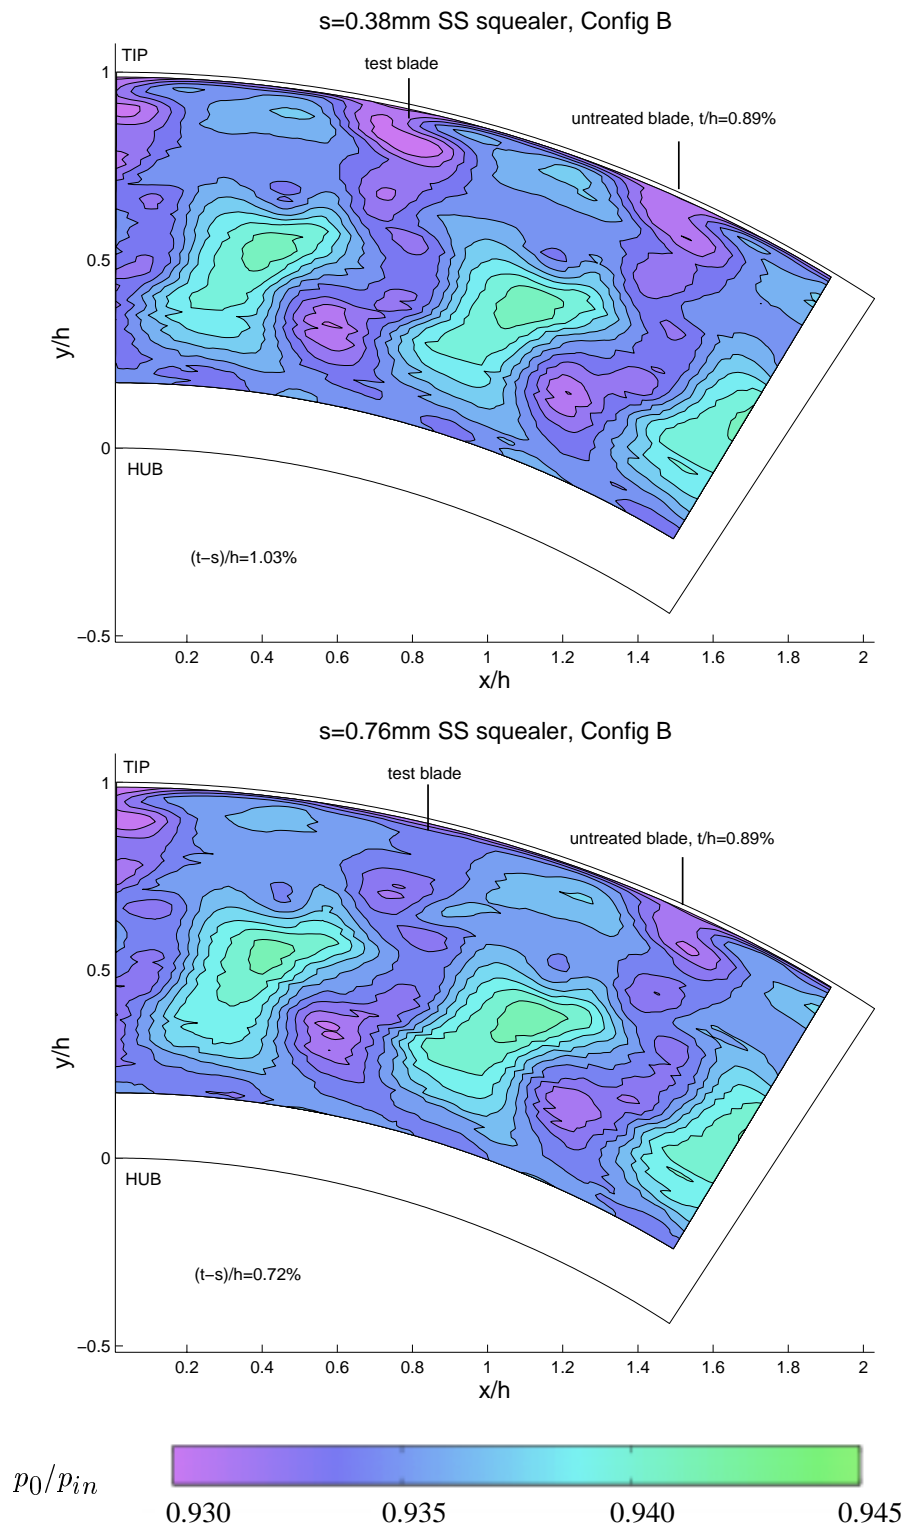 s=0.38mm SS squealer, Config B
TIP
test blade
untreated blade, t/h=0.89%
1
0.5
0
−0.5
y/h
HUB
(t−s)/h=1.03%
0.2 0.4 0.6 0.8 1 1.2 1.4 1.6 1.8 2
x/h
s=0.76mm SS squealer, Config B
TIP
test blade
untreated blade, t/h=0.89%
1
0.5
0
−0.5
y/h
HUB
(t−s)/h=0.72%
0.2 0.4 0.6 0.8 1 1.2 1.4 1.6 1.8 2
x/h
p0/pin
0.930 0.935 0.940 0.945